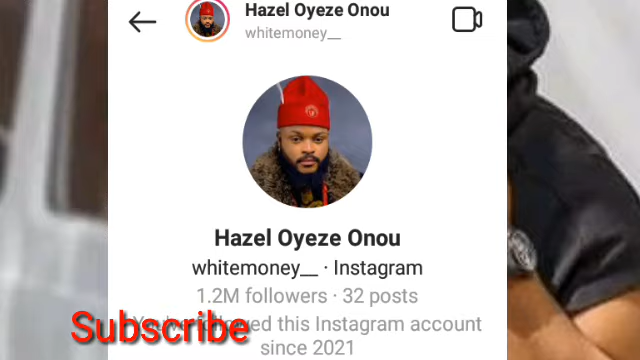 Hazel Oyeze Onou
whitemoney__
Hazel Oyeze Onou
whitemoney__ · Instagram
1.2M followers · 32 posts
Subscribe
followed this Instagram account
since 2021